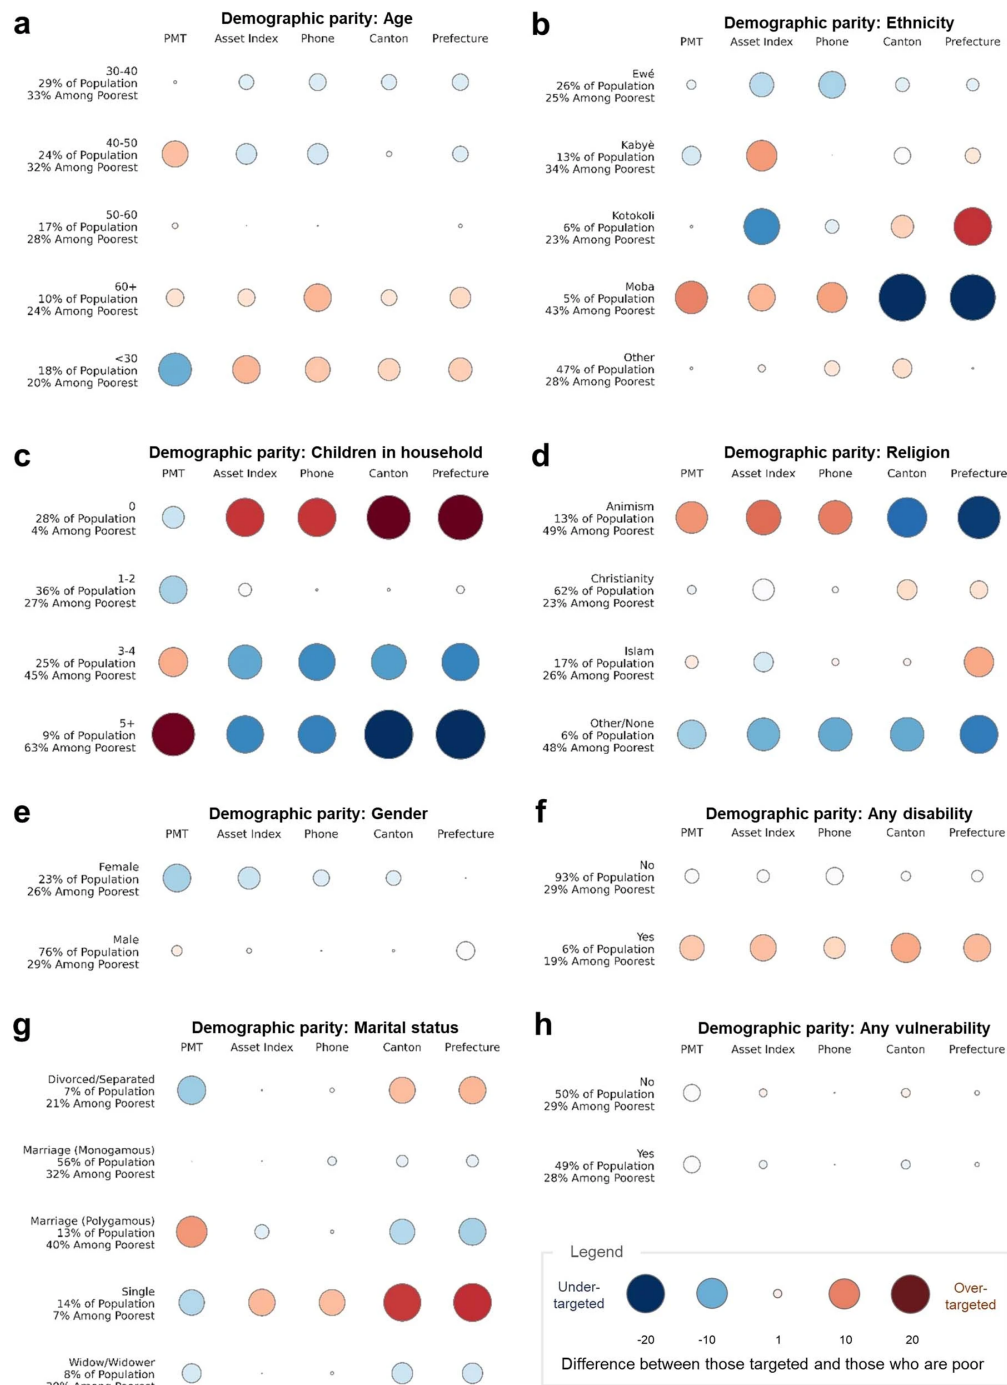 a
Demographic parity: Age
PMT Asset Index Phone Canton Prefecture
30-40
29% of Population
33% Among Poorest
40-50
24% of Population
32% Among Poorest
50-60
17% of Population
28% Among Poorest
60+
10% of Population
24% Among Poorest
<30
18% of Population
20% Among Poorest
b
Demographic parity: Ethnicity
PMT Asset Index Phone Canton Prefecture
Ewé
26% of Population
25% Among Poorest
Kabyè
13% of Population
34% Among Poorest
Kotokoli
6% of Population
23% Among Poorest
Moba
5% of Population
43% Among Poorest
Other
47% of Population
28% Among Poorest
c
Demographic parity: Children in household
PMT Asset Index Phone Canton Prefecture
0
28% of Population
4% Among Poorest
1-2
36% of Population
27% Among Poorest
3-4
25% of Population
45% Among Poorest
5+
9% of Population
63% Among Poorest
d
Demographic parity: Religion
PMT Asset Index Phone Canton Prefecture
Animism
13% of Population
49% Among Poorest
Christianity
62% of Population
23% Among Poorest
Islam
17% of Population
26% Among Poorest
Other/None
6% of Population
48% Among Poorest
e
Demographic parity: Gender
PMT Asset Index Phone Canton Prefecture
Female
23% of Population
26% Among Poorest
Male
76% of Population
29% Among Poorest
f
Demographic parity: Any disability
PMT Asset Index Phone Canton Prefecture
No
93% of Population
29% Among Poorest
Yes
6% of Population
19% Among Poorest
g
Demographic parity: Marital status
PMT Asset Index Phone Canton Prefecture
Divorced/Separated
7% of Population
21% Among Poorest
Marriage (Monogamous)
56% of Population
32% Among Poorest
Marriage (Polygamous)
13% of Population
40% Among Poorest
Single
14% of Population
7% Among Poorest
Widow/Widower
8% of Population
Among Poorest
h
Demographic parity: Any vulnerability
PMT Asset Index Phone Canton Prefecture
No
50% of Population
29% Among Poorest
Yes
49% of Population
28% Among Poorest
Legend
Under-
targeted
Over-
targeted
-20 -10 1 10 20
Difference between those targeted and those who are poor